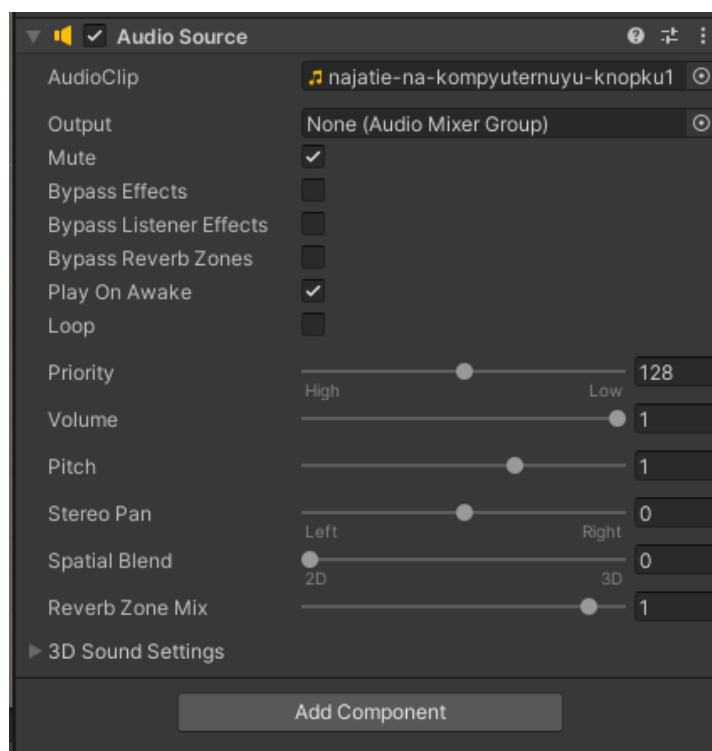 Audio Source
AudioClip najatie-na-kompyuternuyu-knopku1
Output None (Audio Mixer Group)
Mute
Bypass Effects
Bypass Listener Effects
Bypass Reverb Zones
Play On Awake
Loop
Priority 128
High Low
Volume 1
Pitch 1
Stereo Pan 0
Left Right
Spatial Blend 0
2D 3D
Reverb Zone Mix 1
3D Sound Settings
Add Component